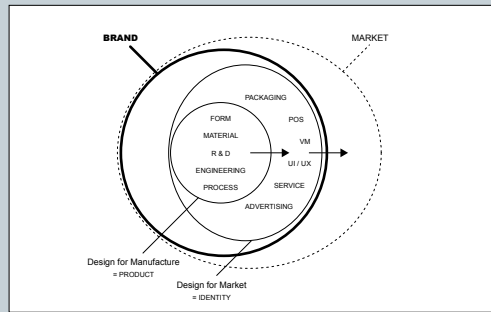 BRAND
MARKET
PACKAGING
FORM
POS
MATERIAL
VM
R & D
UI / UX
ENGINEERING
PROCESS
SERVICE
ADVERTISING
Design for Manufacture
= PRODUCT
Design for Market
= IDENTITY